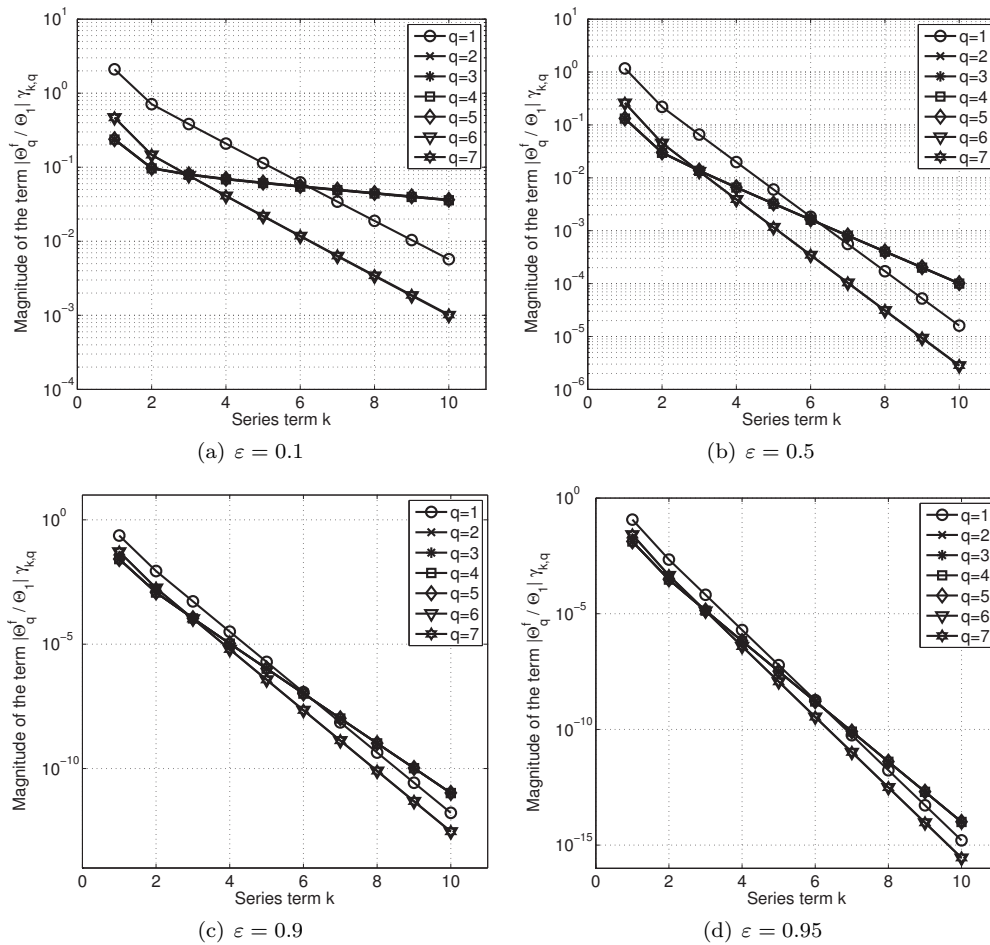 10^1
10^0
10^-1
10^-2
10^-3
10^-4
0 2 4 6 8 10
Series term k
Magnitude of the term |Θ_q^f / Θ_1| γ_k,q
q=1
q=2
q=3
q=4
q=5
q=6
q=7
(a) ε = 0.1
10^1
10^0
10^-1
10^-2
10^-3
10^-4
10^-5
10^-6
0 2 4 6 8 10
Series term k
Magnitude of the term |Θ_q^f / Θ_1| γ_k,q
q=1
q=2
q=3
q=4
q=5
q=6
q=7
(b) ε = 0.5
10^0
10^-5
10^-10
0 2 4 6 8 10
Series term k
Magnitude of the term |Θ_q^f / Θ_1| γ_k,q
q=1
q=2
q=3
q=4
q=5
q=6
q=7
(c) ε = 0.9
10^0
10^-5
10^-10
10^-15
0 2 4 6 8 10
Series term k
Magnitude of the term |Θ_q^f / Θ_1| γ_k,q
q=1
q=2
q=3
q=4
q=5
q=6
q=7
(d) ε = 0.95